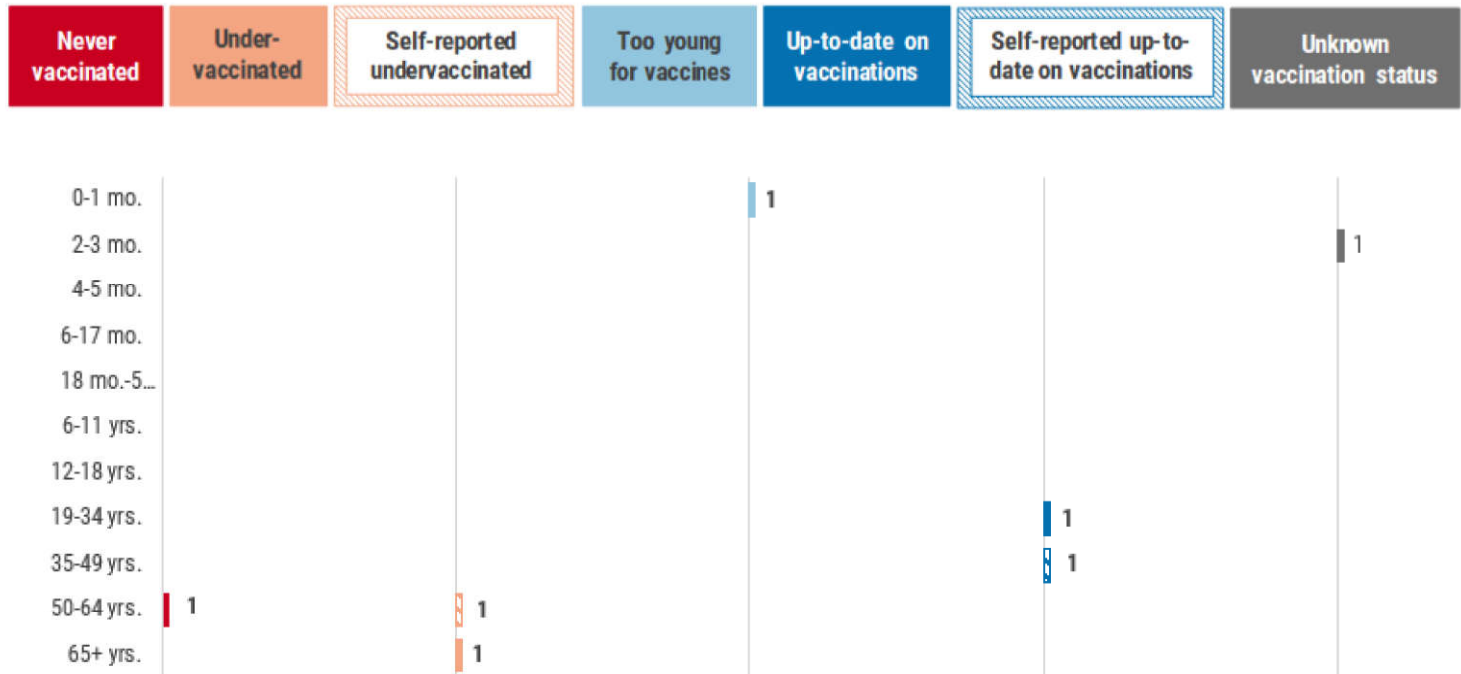 Never
vaccinated
Under-
vaccinated
Self-reported
undervaccinated
Too young
for vaccines
Up-to-date on
vaccinations
Self-reported up-to-
date on vaccinations
Unknown
vaccination status
0-1 mo. 1
2-3 mo. 1
4-5 mo.
6-17 mo.
18 mo.-5...
6-11 yrs.
12-18 yrs.
19-34 yrs. 1
35-49 yrs. 1
50-64 yrs. 1 1
65+ yrs. 1